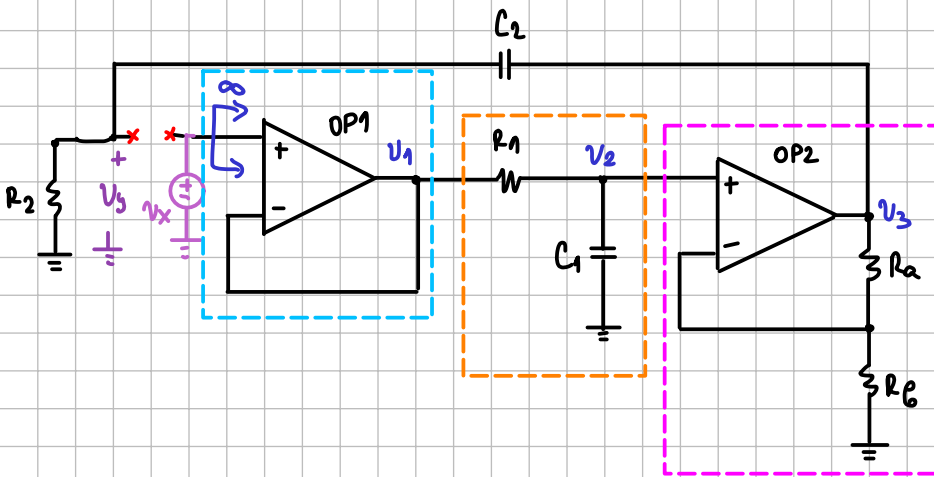 C2
∞
OP1
+
-
R1
V1
V2
OP2
+
-
V3
+
Vy
+
-
Vx
R2
C1
Ra
Rb